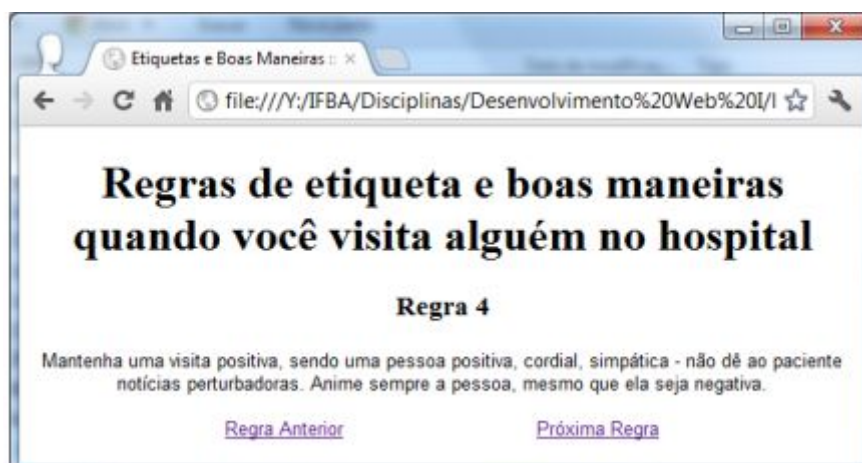 Etiquetas e Boas Maneiras ::
file:///Y:/IFBA/Disciplinas/Desenvolvimento%20Web%20I/I
Regras de etiqueta e boas maneiras
quando você visita alguém no hospital
Regra 4
Mantenha uma visita positiva, sendo uma pessoa positiva, cordial, simpática - não dê ao paciente
notícias perturbadoras. Anime sempre a pessoa, mesmo que ela seja negativa.
Regra Anterior Próxima Regra